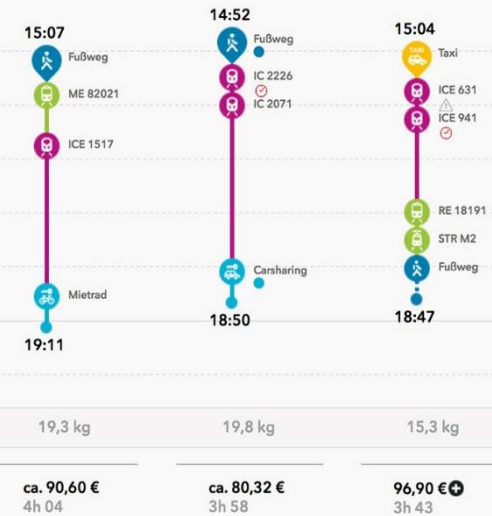 15:07
Fußweg
ME 82021
ICE 1517
Mietrad
19:11
19,3 kg
ca. 90,60 €
4h 04
14:52
Fußweg
IC 2226
IC 2071
Carsharing
18:50
19,8 kg
ca. 80,32 €
3h 58
15:04
TAXI
Taxi
ICE 631
ICE 941
RE 18191
STR M2
Fußweg
18:47
15,3 kg
96,90 €
3h 43